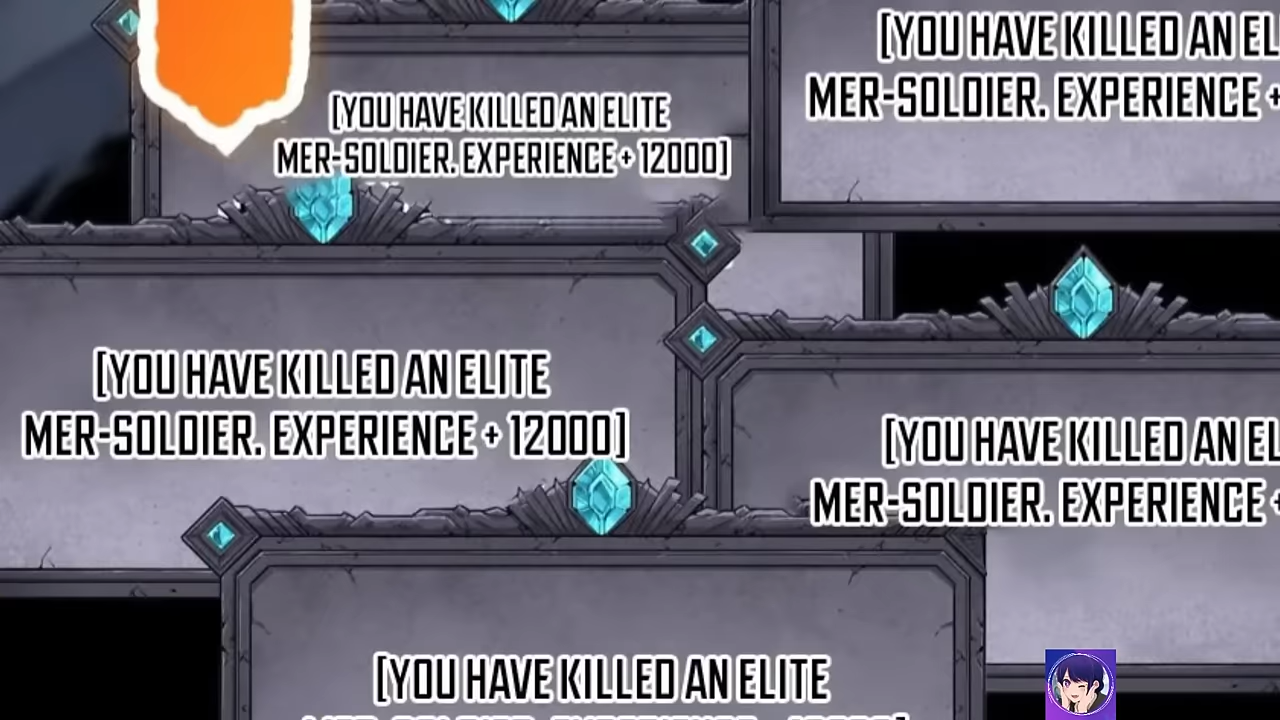 [YOU HAVE KILLED AN ELITE
MER-SOLDIER. EXPERIENCE + 12000]
[YOU HAVE KILLED AN EL
MER-SOLDIER. EXPERIENCE +
[YOU HAVE KILLED AN ELITE
MER-SOLDIER. EXPERIENCE + 12000]
[YOU HAVE KILLED AN EL
MER-SOLDIER. EXPERIENCE +
[YOU HAVE KILLED AN ELITE